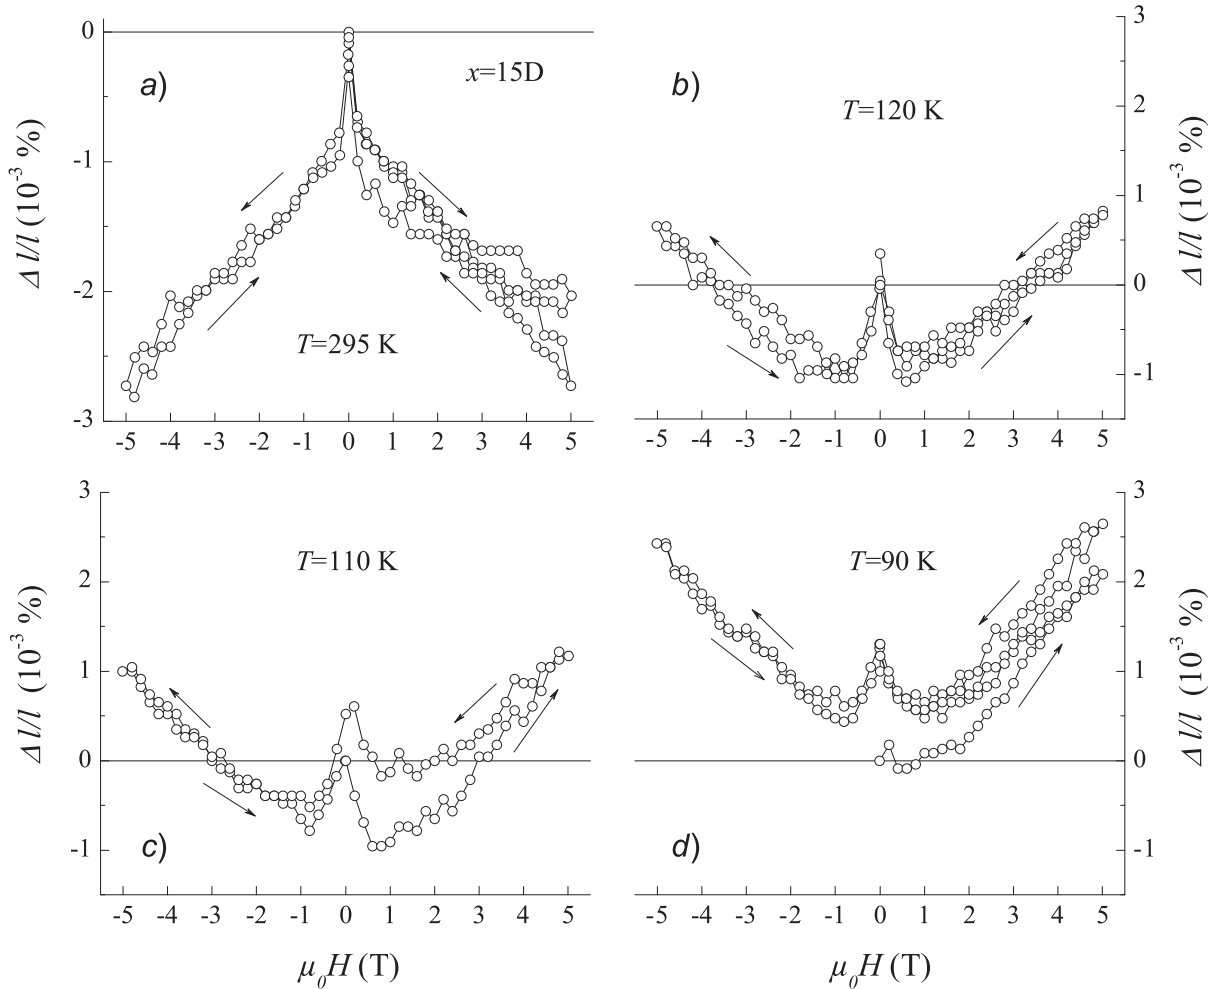 a)
x=15D
T=295 K
Δ l/l (10⁻³ %)
0
-1
-2
-3
-5 -4 -3 -2 -1 0 1 2 3 4 5
b)
T=120 K
Δ l/l (10⁻³ %)
3
2
1
0
-1
-5 -4 -3 -2 -1 0 1 2 3 4 5
c)
T=110 K
Δ l/l (10⁻³ %)
3
2
1
0
-1
-5 -4 -3 -2 -1 0 1 2 3 4 5
μ₀H (T)
d)
T=90 K
Δ l/l (10⁻³ %)
3
2
1
0
-1
-5 -4 -3 -2 -1 0 1 2 3 4 5
μ₀H (T)